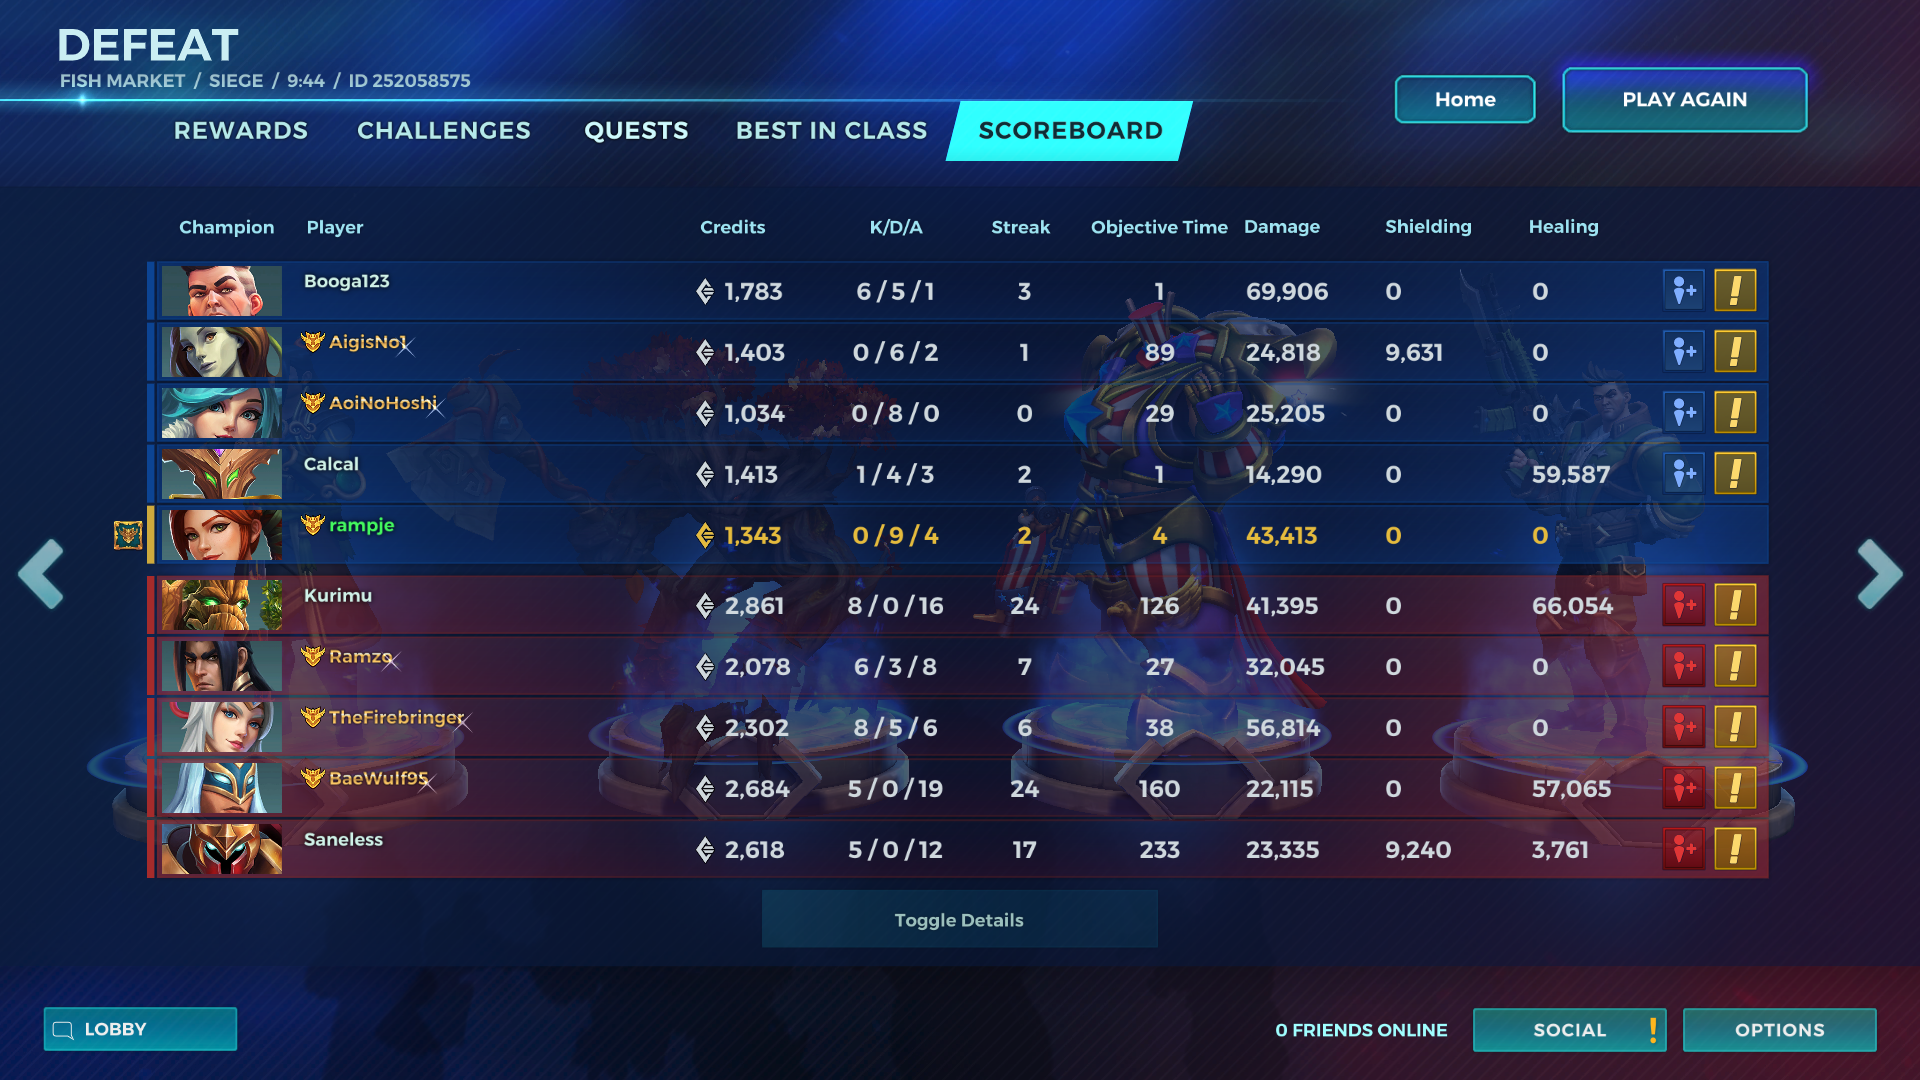 DEFEAT
FISH MARKET / SIEGE / 9:44 / ID 252058575
Home
PLAY AGAIN
REWARDS CHALLENGES QUESTS BEST IN CLASS SCOREBOARD
Champion Player Credits K/D/A Streak Objective Time Damage Shielding Healing
Booga123 1,783 6 / 5 / 1 3 1 69,906 0 0
AigisNo1 1,403 0 / 6 / 2 1 89 24,818 9,631 0
AoiNoHoshi 1,034 0 / 8 / 0 0 29 25,205 0 0
Calcal 1,413 1 / 4 / 3 2 1 14,290 0 59,587
rampje 1,343 0 / 9 / 4 2 4 43,413 0 0
Kurimu 2,861 8 / 0 / 16 24 126 41,395 0 66,054
Ramzo 2,078 6 / 3 / 8 7 27 32,045 0 0
TheFirebringer 2,302 8 / 5 / 6 6 38 56,814 0 0
BaeWulf95 2,684 5 / 0 / 19 24 160 22,115 0 57,065
Saneless 2,618 5 / 0 / 12 17 233 23,335 9,240 3,761
Toggle Details
LOBBY
0 FRIENDS ONLINE
SOCIAL !
OPTIONS